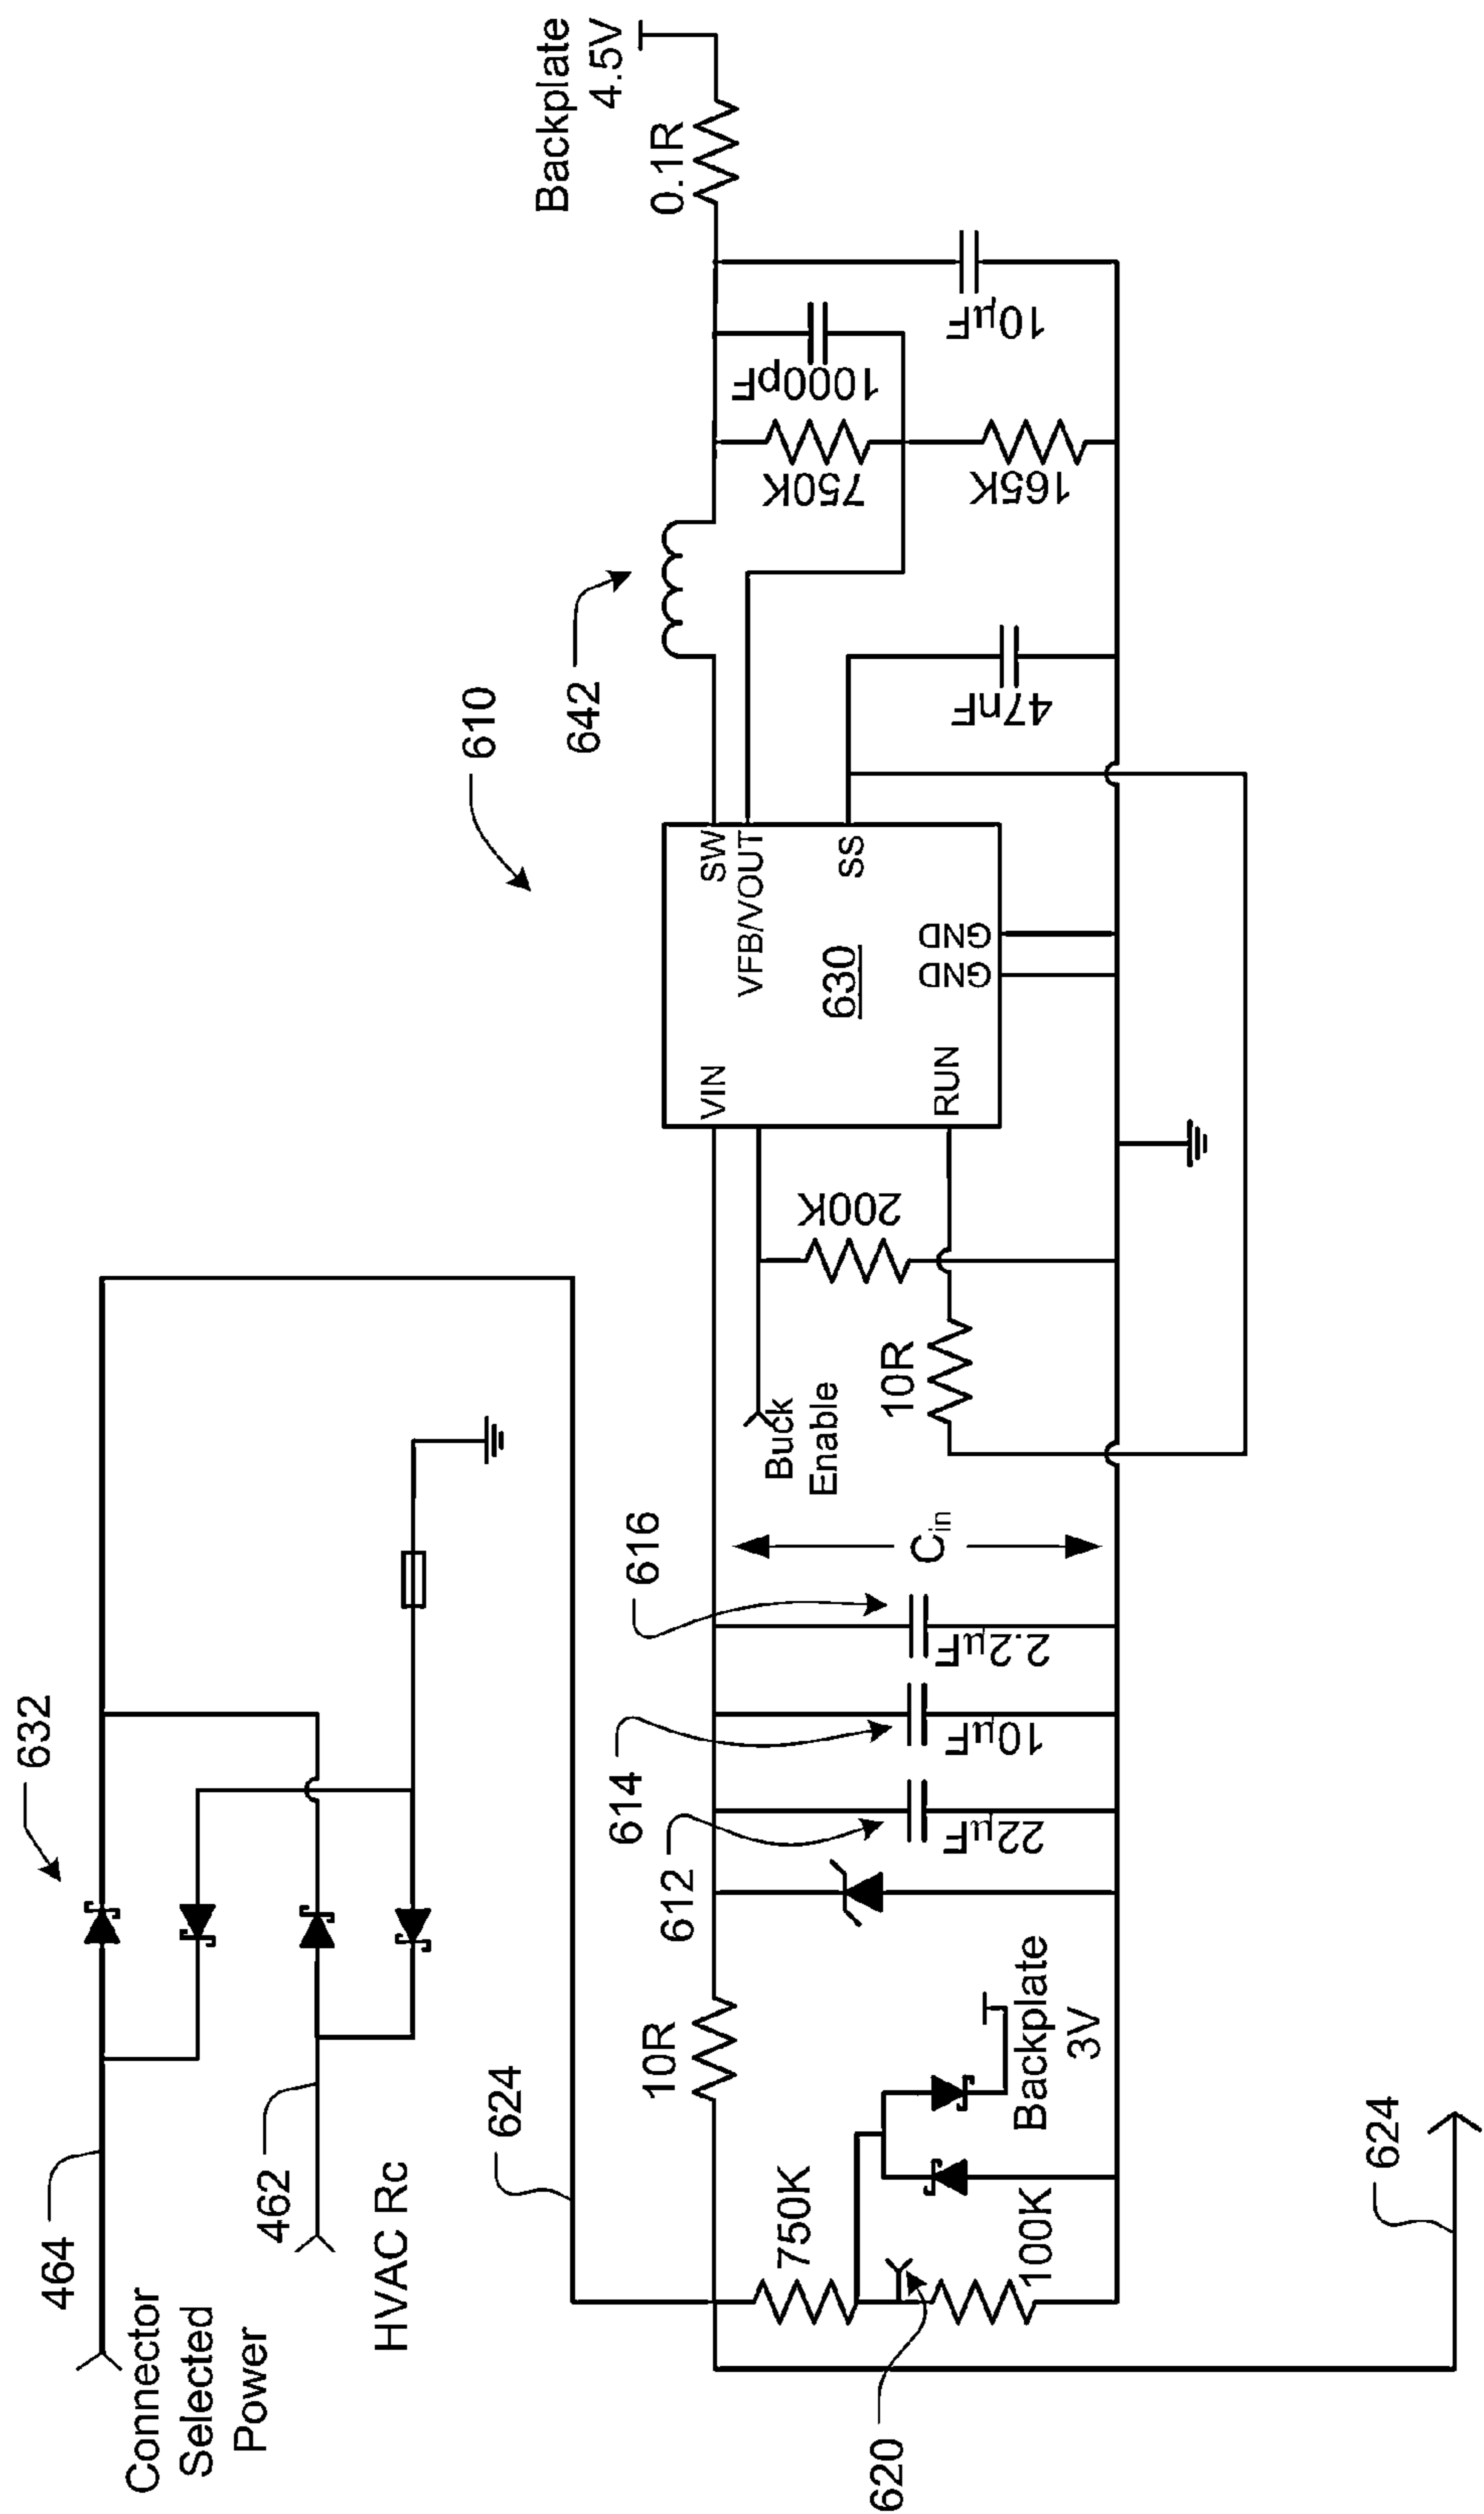 464
Connector
Selected
Power
462
HVAC Rc
632
624
610
642
Backplate
4.5V
0.1R
612
614
616
10R
Buck
Enable
10R
200K
VIN
RUN
630
SW
VFB/VOUT
SS
GND
GND
47nF
750K
165K
1000pF
10µF
C in
22µF
10µF
2.2µF
750K
100K
Backplate
3V
620
624